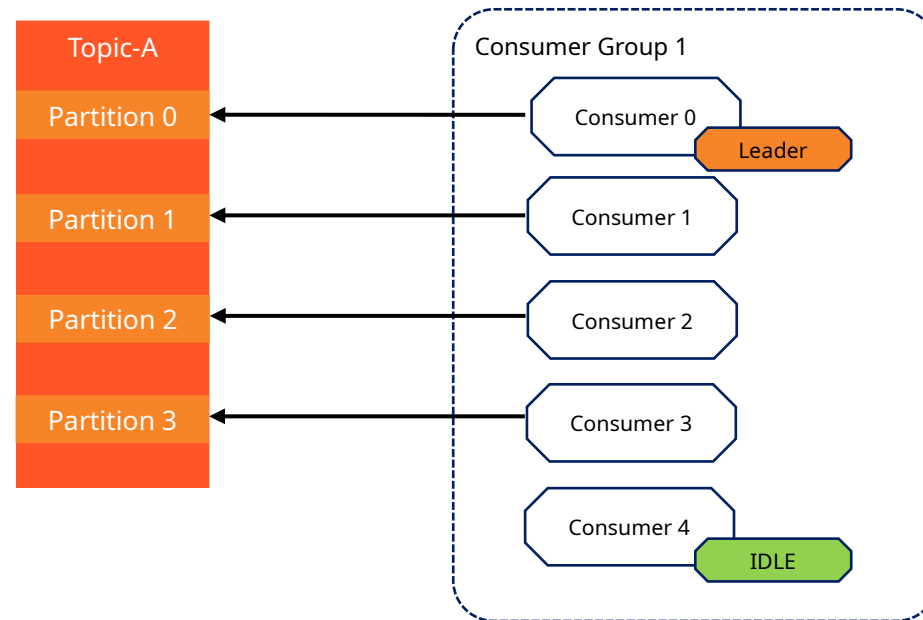 Topic-A
Partition 0
Partition 1
Partition 2
Partition 3
Consumer Group 1
Consumer 0
Leader
Consumer 1
Consumer 2
Consumer 3
Consumer 4
IDLE